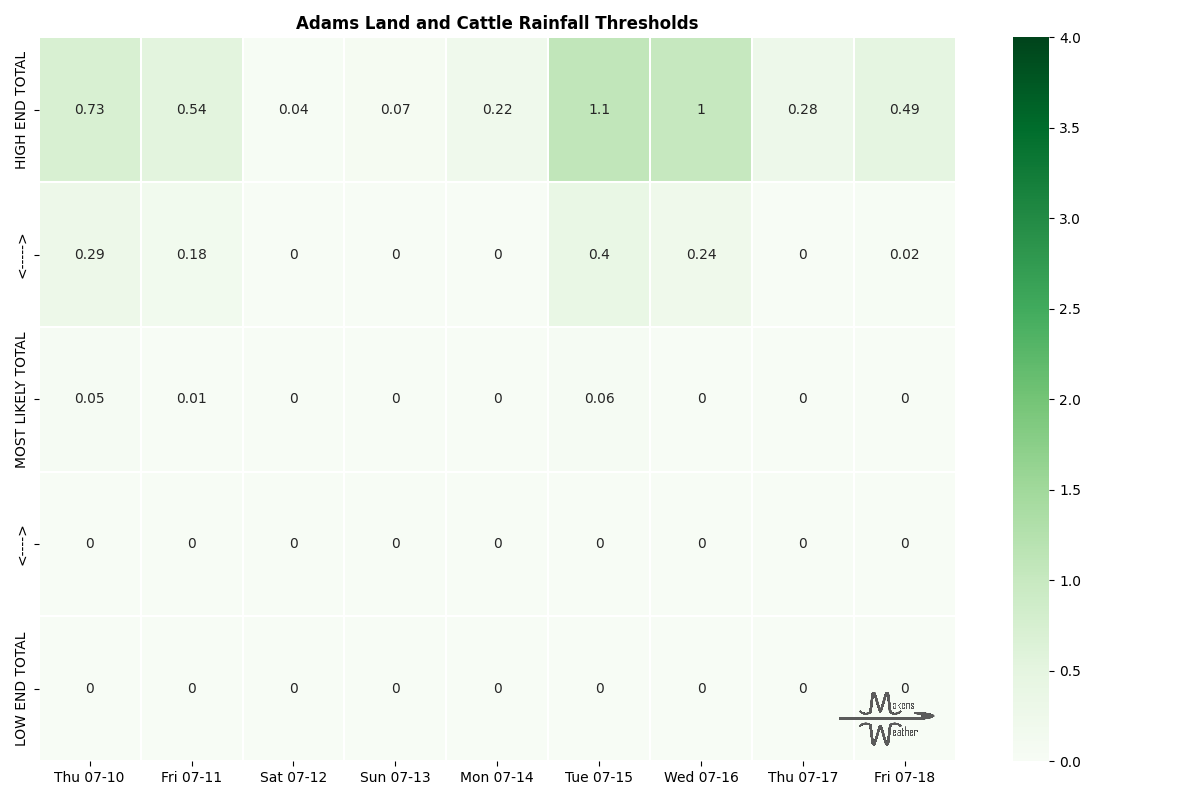 Adams Land and Cattle Rainfall Thresholds
HIGH END TOTAL
0.73 0.54 0.04 0.07 0.22 1.1 1 0.28 0.49
<----->
0.29 0.18 0 0 0 0.4 0.24 0 0.02
MOST LIKELY TOTAL
0.05 0.01 0 0 0 0.06 0 0 0
<---->
0 0 0 0 0 0 0 0 0
LOW END TOTAL
0 0 0 0 0 0 0 0 0
Makens
Weather
Thu 07-10 Fri 07-11 Sat 07-12 Sun 07-13 Mon 07-14 Tue 07-15 Wed 07-16 Thu 07-17 Fri 07-18
4.0
3.5
3.0
2.5
2.0
1.5
1.0
0.5
0.0